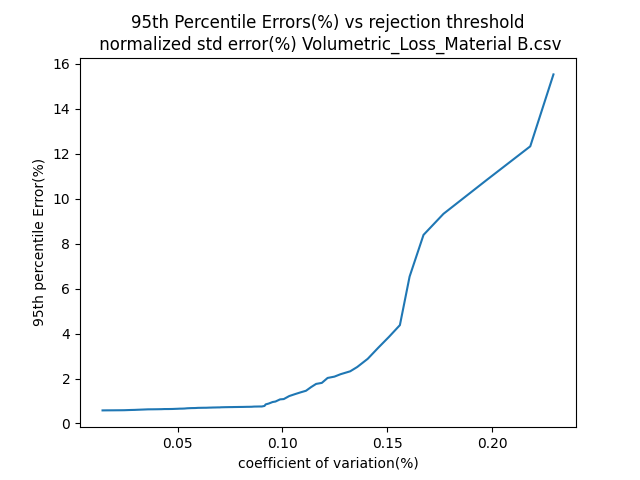 95th Percentile Errors(%) vs rejection threshold
normalized std error(%) Volumetric_Loss_Material B.csv
16
14
12
10
8
6
4
2
0
95th percentile Error(%)
0.05 0.10 0.15 0.20
coefficient of variation(%)